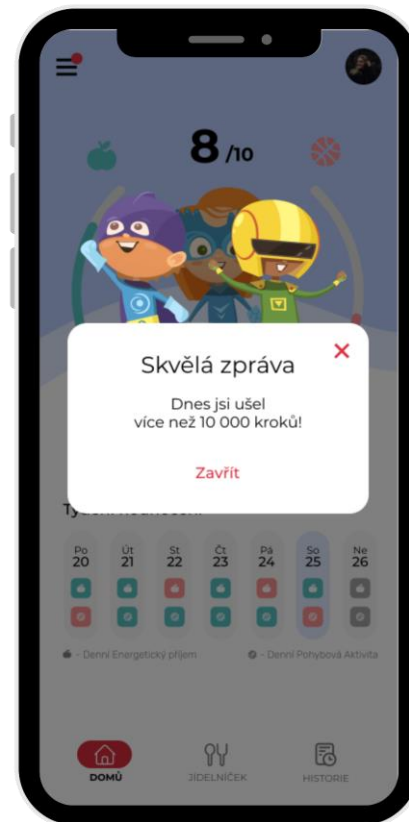 8 /10
Skvělá zpráva
Dnes jsi ušel
více než 10 000 kroků!
Zavřít
Po Út St Čt Pá So Ne
20 21 22 23 24 25 26
- Denní Energetický příjem - Denní Pohybová Aktivita
DOMŮ JÍDELNÍČEK HISTORIE